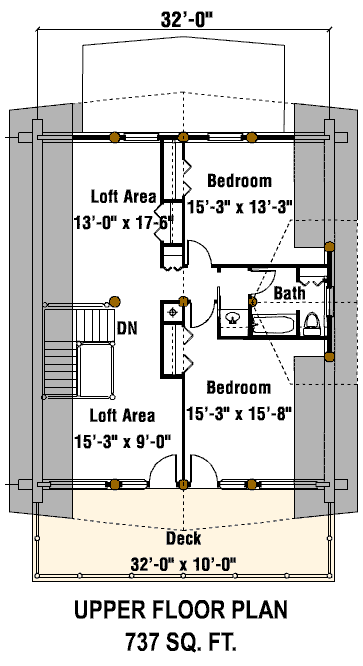 32'-0"
Loft Area
13'-0" x 17-6"
Bedroom
15'-3" x 13'-3"
Bath
DN
Bedroom
15'-3" x 15'-8"
Loft Area
15'-3" x 9'-0"
Deck
32'-0" x 10'-0"
UPPER FLOOR PLAN
737 SQ. FT.